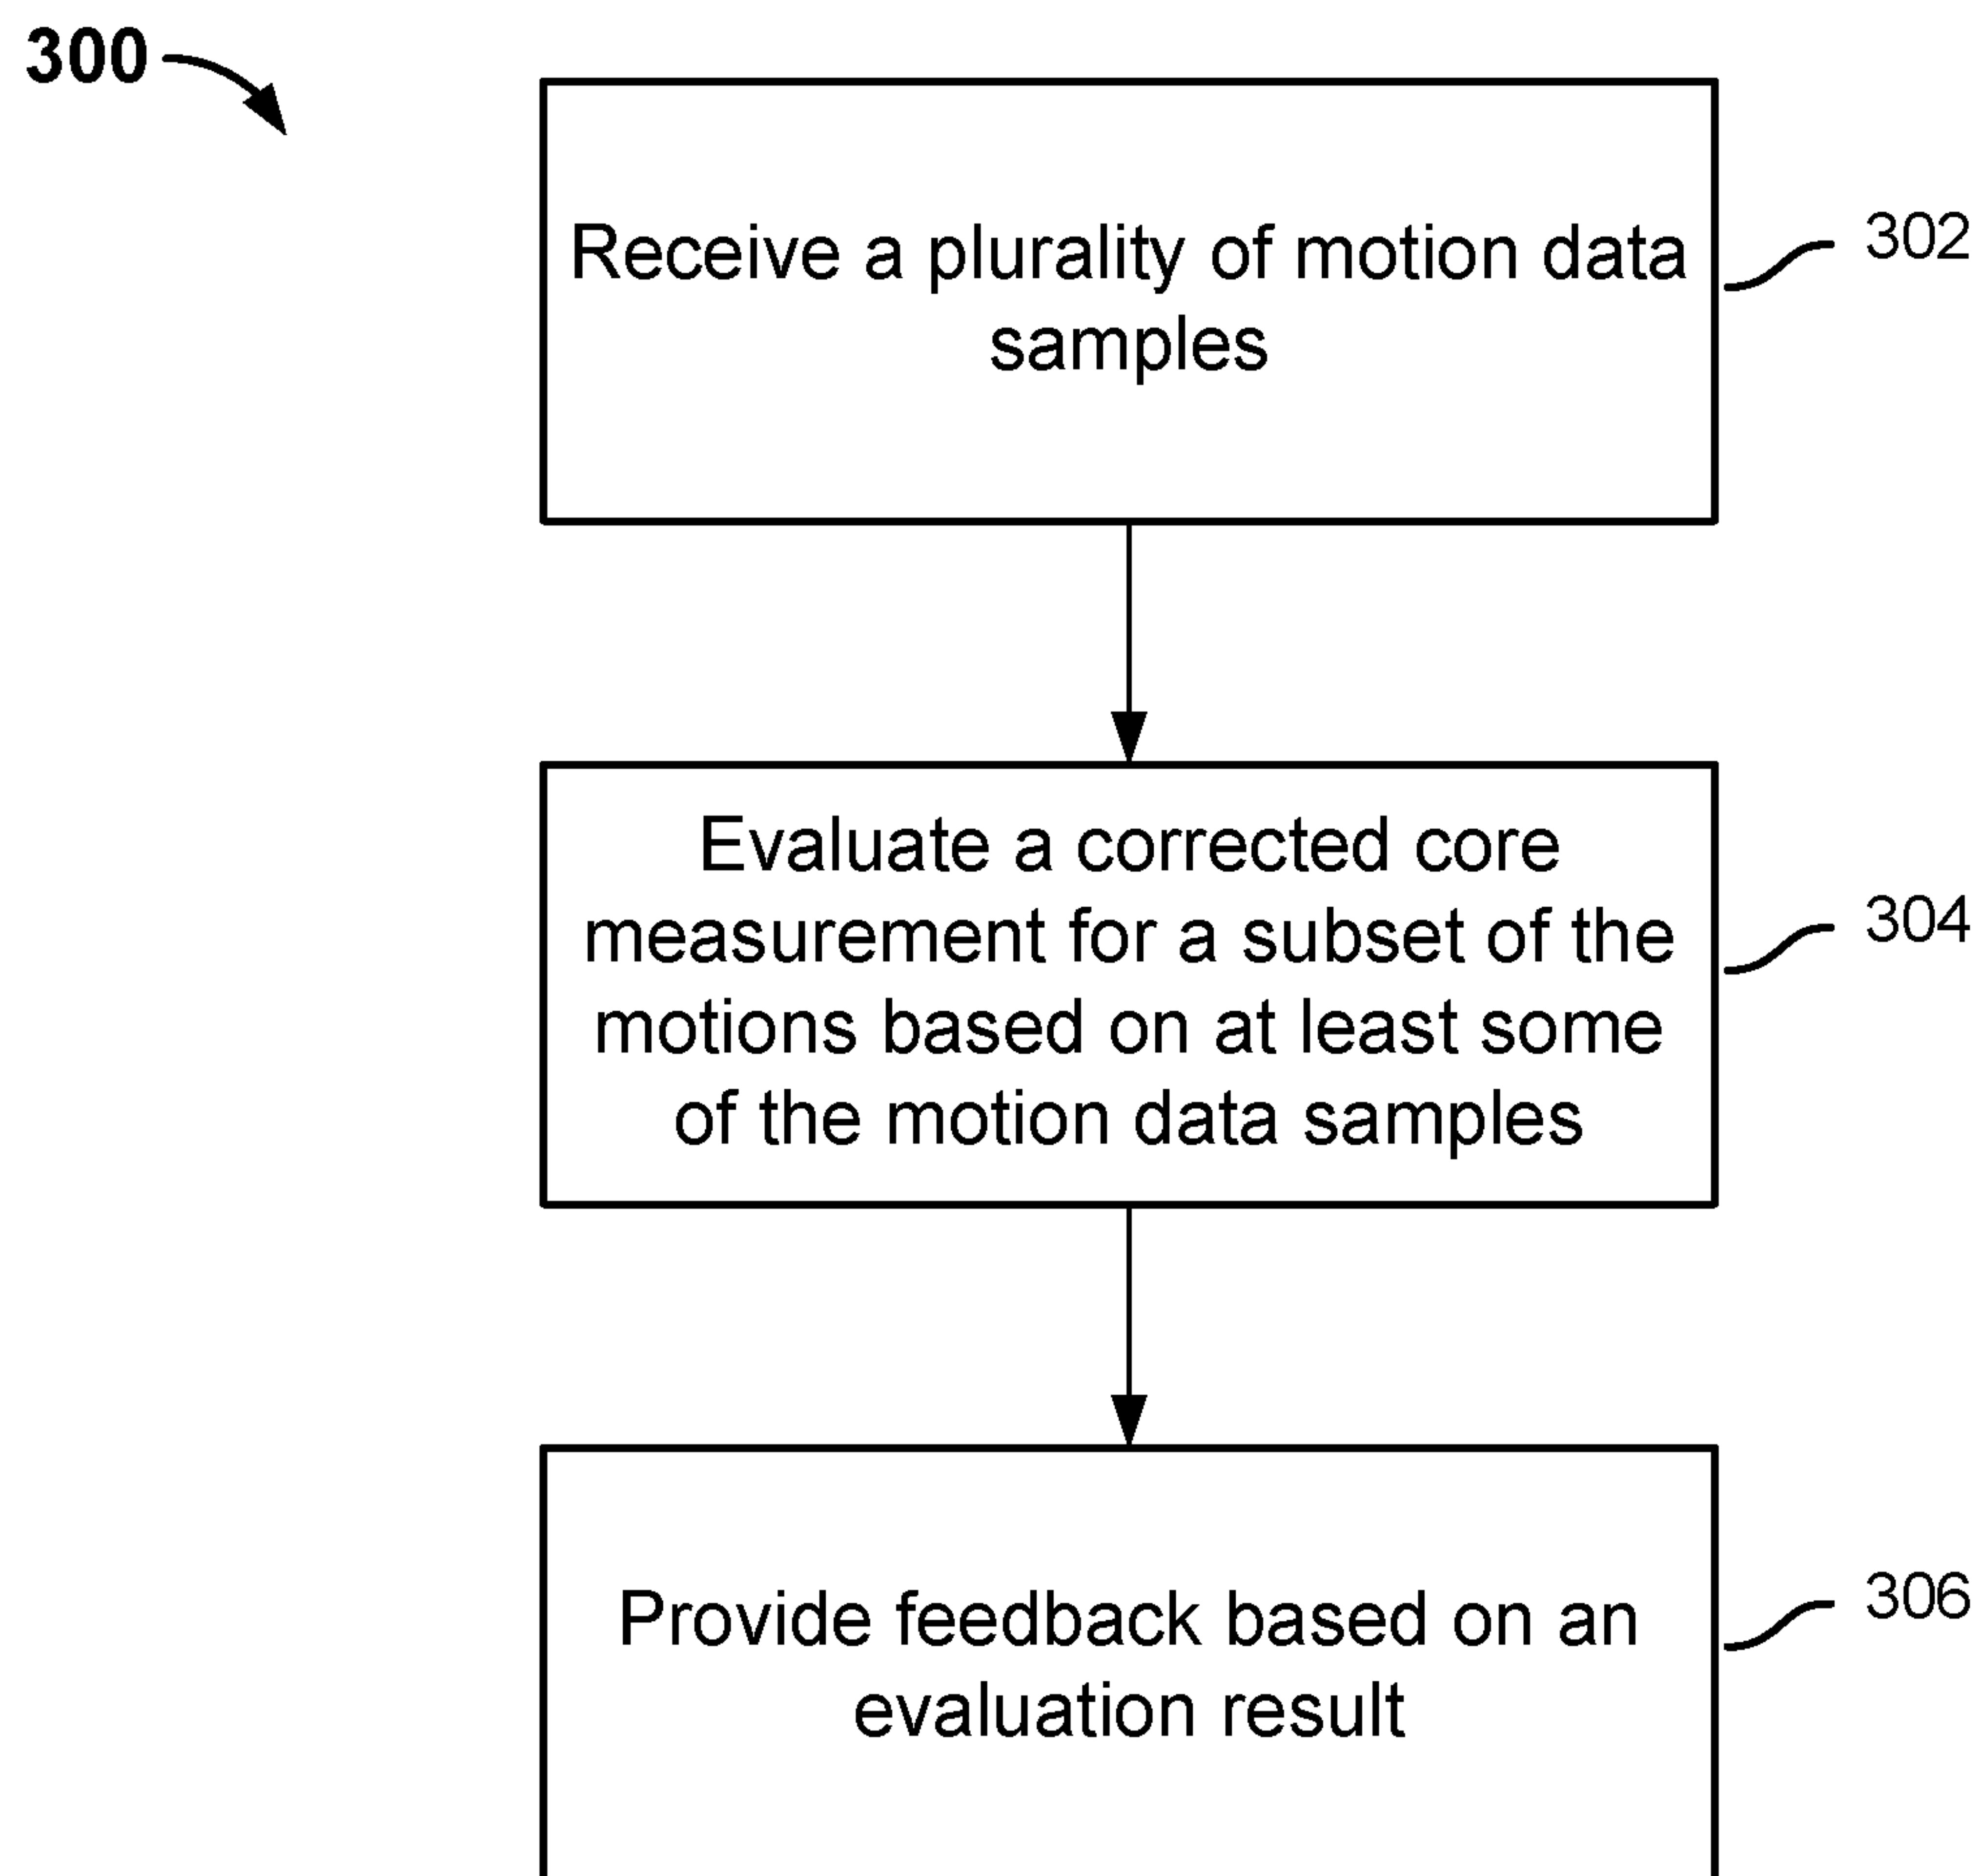 300
Receive a plurality of motion data
samples
302
Evaluate a corrected core
measurement for a subset of the
motions based on at least some
of the motion data samples
304
Provide feedback based on an
evaluation result
306